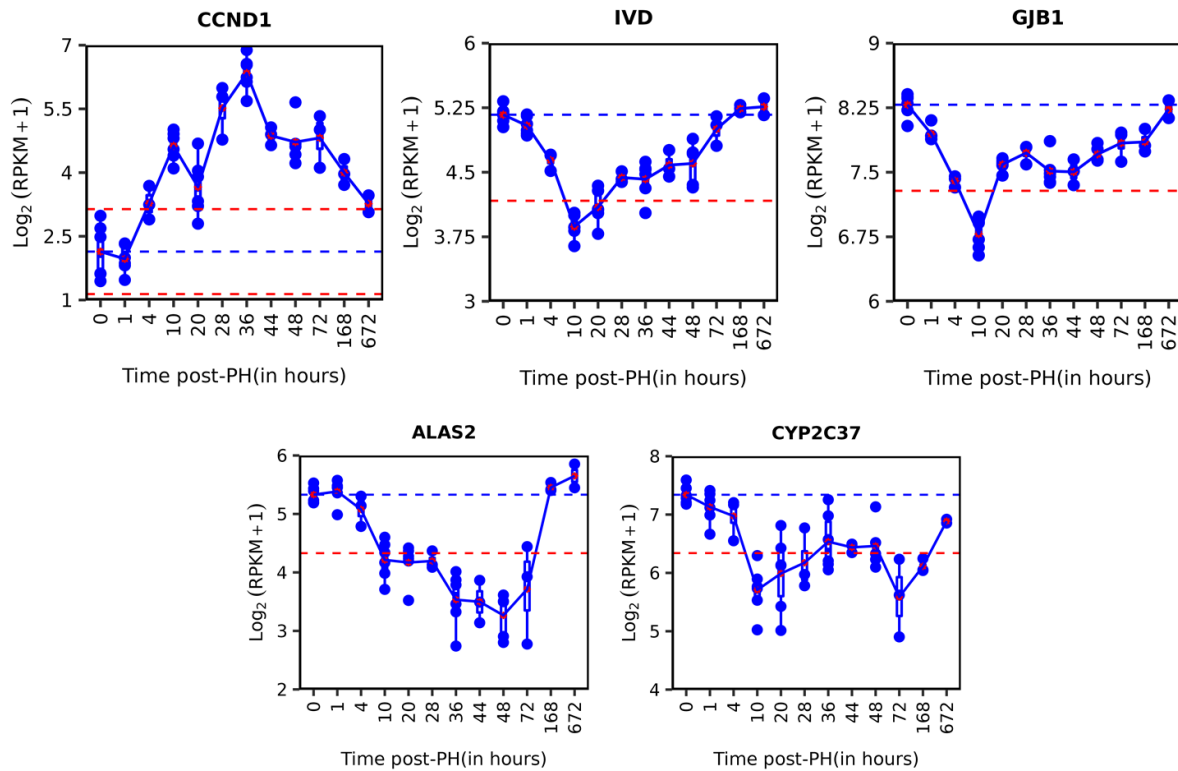 CCND1
Log2 (RPKM+1)
7
5.5
4
2.5
1
0 1 4 10 20 28 36 44 48 72 168 672
Time post-PH(in hours)
IVD
Log2 (RPKM+1)
6
5.25
4.5
3.75
3
0 1 4 10 20 28 36 44 48 72 168 672
Time post-PH(in hours)
GJB1
Log2 (RPKM+1)
9
8.25
7.5
6.75
6
0 1 4 10 20 28 36 44 48 72 168 672
Time post-PH(in hours)
ALAS2
Log2 (RPKM+1)
6
5
4
3
2
0 1 4 10 20 28 36 44 48 72 168 672
Time post-PH(in hours)
CYP2C37
Log2 (RPKM+1)
8
7
6
5
4
0 1 4 10 20 28 36 44 48 72 168 672
Time post-PH(in hours)